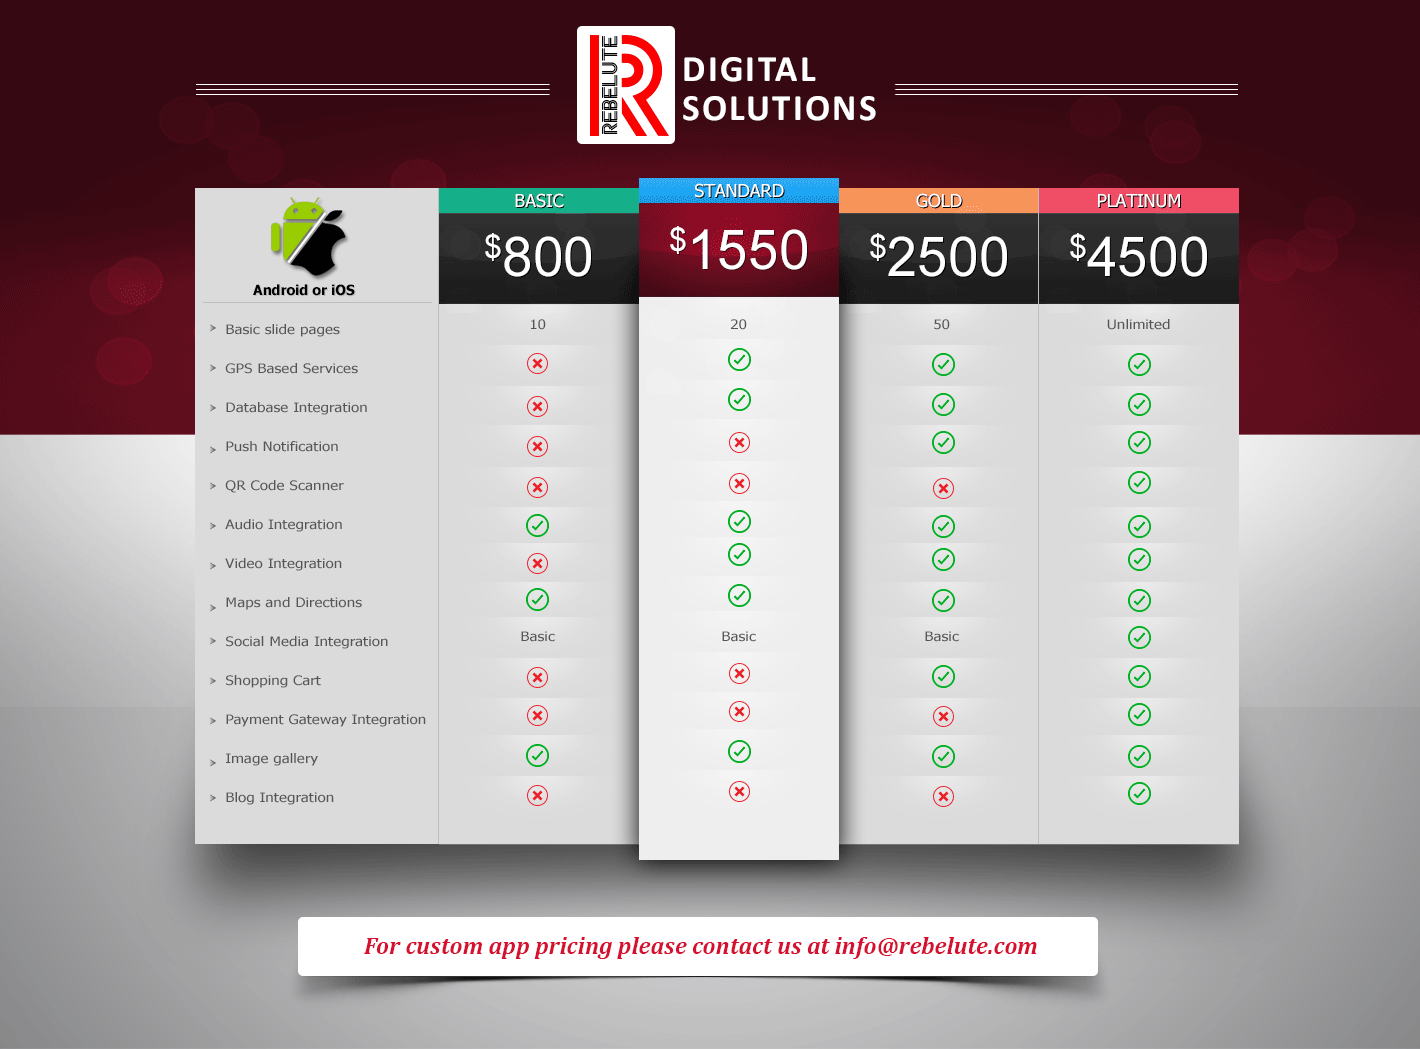 REBELUTE
DIGITAL
SOLUTIONS
Android or iOS
BASIC
STANDARD
GOLD
PLATINUM
$800
$1550
$2500
$4500
Basic slide pages 10 20 50 Unlimited
GPS Based Services
Database Integration
Push Notification
QR Code Scanner
Audio Integration
Video Integration
Maps and Directions
Social Media Integration Basic Basic Basic
Shopping Cart
Payment Gateway Integration
Image gallery
Blog Integration
For custom app pricing please contact us at info@rebelute.com